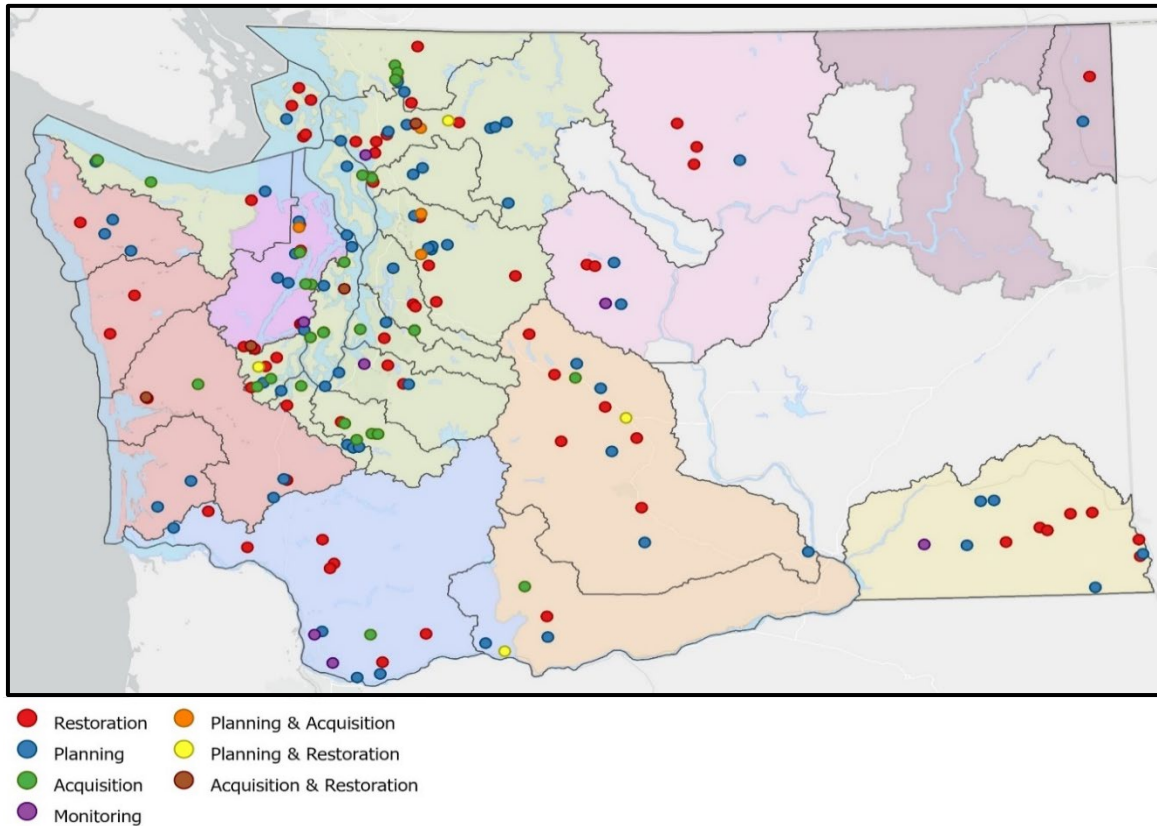 Restoration
Planning
Acquisition
Monitoring
Planning & Acquisition
Planning & Restoration
Acquisition & Restoration